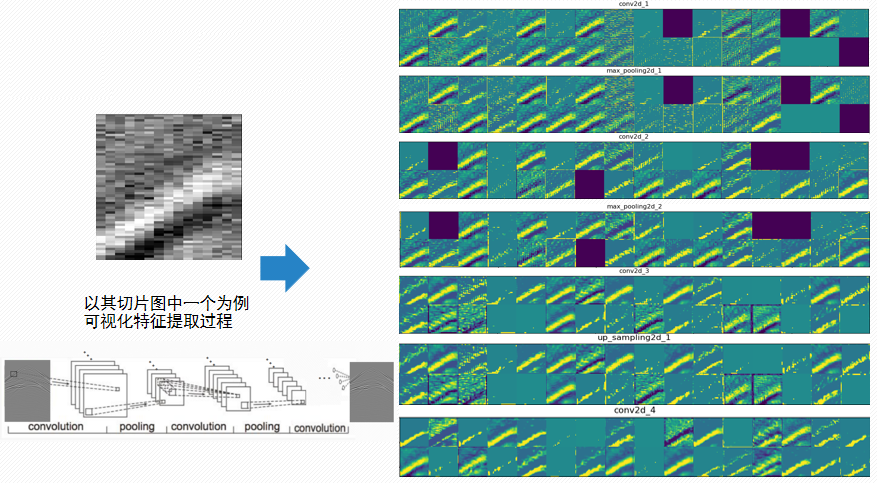 conv2d_1
max_pooling2d_1
conv2d_2
max_pooling2d_2
conv2d_3
up_sampling2d_1
conv2d_4
以其切片图中一个为例
可视化特征提取过程
convolution
pooling
convolution
pooling
convolution